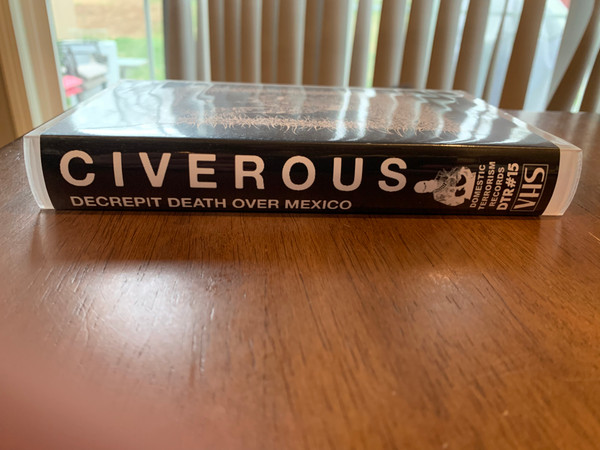 CIVEROUS
DECREPIT DEATH OVER MEXICO
DOMESTIC
TERRORISM
RECORDS
DTR#15
VHS